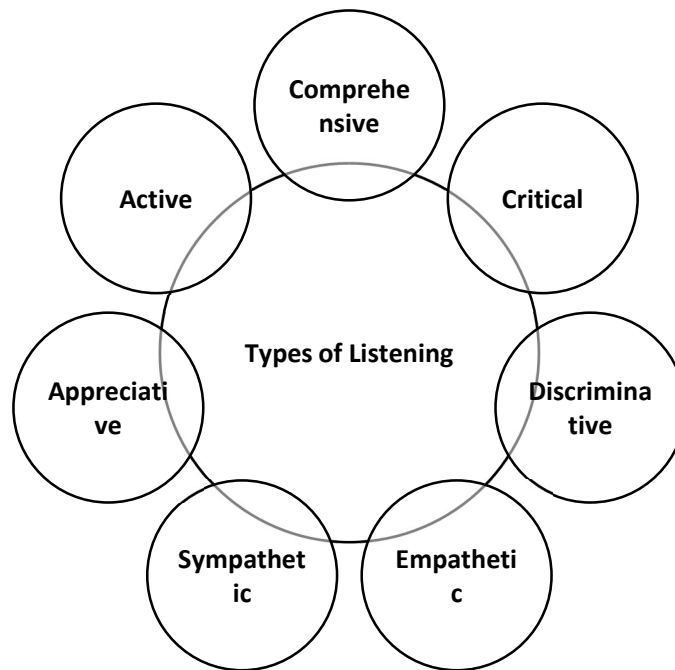 Comprehe
nsive
Active
Critical
Types of Listening
Appreciati
ve
Discrimina
tive
Sympathet
ic
Empatheti
c